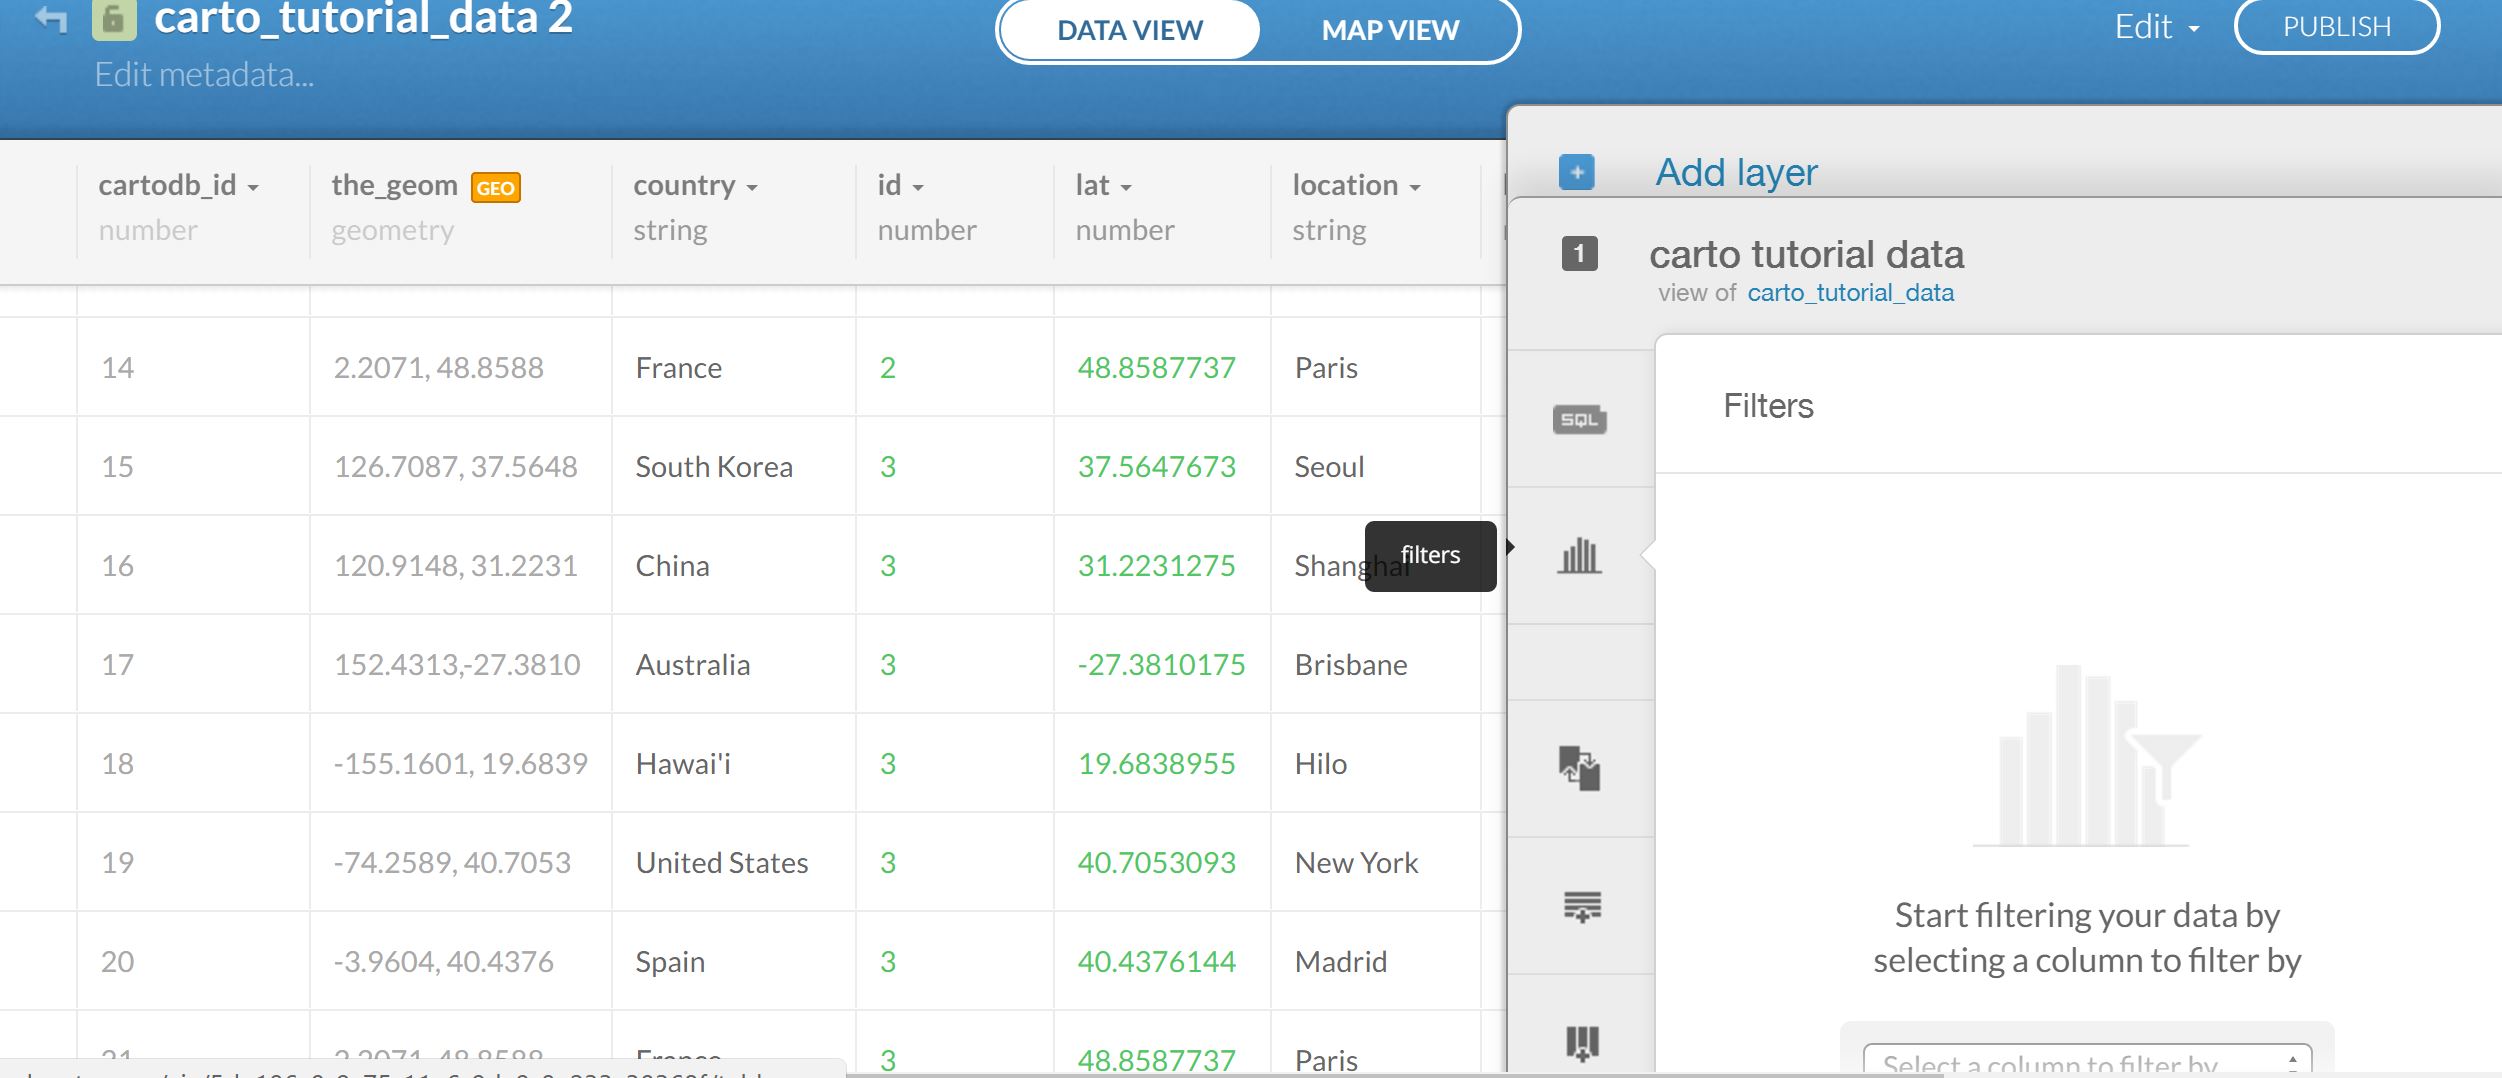 carto_tutorial_data 2
DATA VIEW MAP VIEW
Edit PUBLISH
Edit metadata...
cartodb_id the_geom GEO country id lat location
number geometry string number number string
14 2.2071, 48.8588 France 2 48.8587737 Paris
15 126.7087, 37.5648 South Korea 3 37.5647673 Seoul
16 120.9148, 31.2231 China 3 31.2231275 Shanghai
17 152.4313,-27.3810 Australia 3 -27.3810175 Brisbane
18 -155.1601, 19.6839 Hawai'i 3 19.6838955 Hilo
19 -74.2589, 40.7053 United States 3 40.7053093 New York
20 -3.9604, 40.4376 Spain 3 40.4376144 Madrid
21 2.2071, 48.8588 France 3 48.8587737 Paris
filters
Add layer
1 carto tutorial data
view of carto_tutorial_data
SQL
Filters
Start filtering your data by
selecting a column to filter by
Select a column to filter by